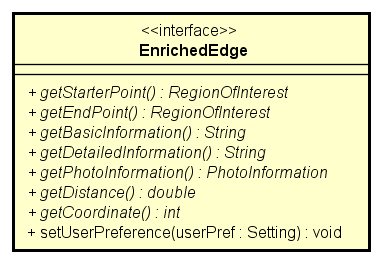 <<interface>>
EnrichedEdge
+ getStarterPoint() : RegionOfInterest
+ getEndPoint() : RegionOfInterest
+ getBasicInformation() : String
+ getDetailedInformation() : String
+ getPhotoInformation() : PhotoInformation
+ getDistance() : double
+ getCoordinate() : int
+ setUserPreference(userPref : Setting) : void